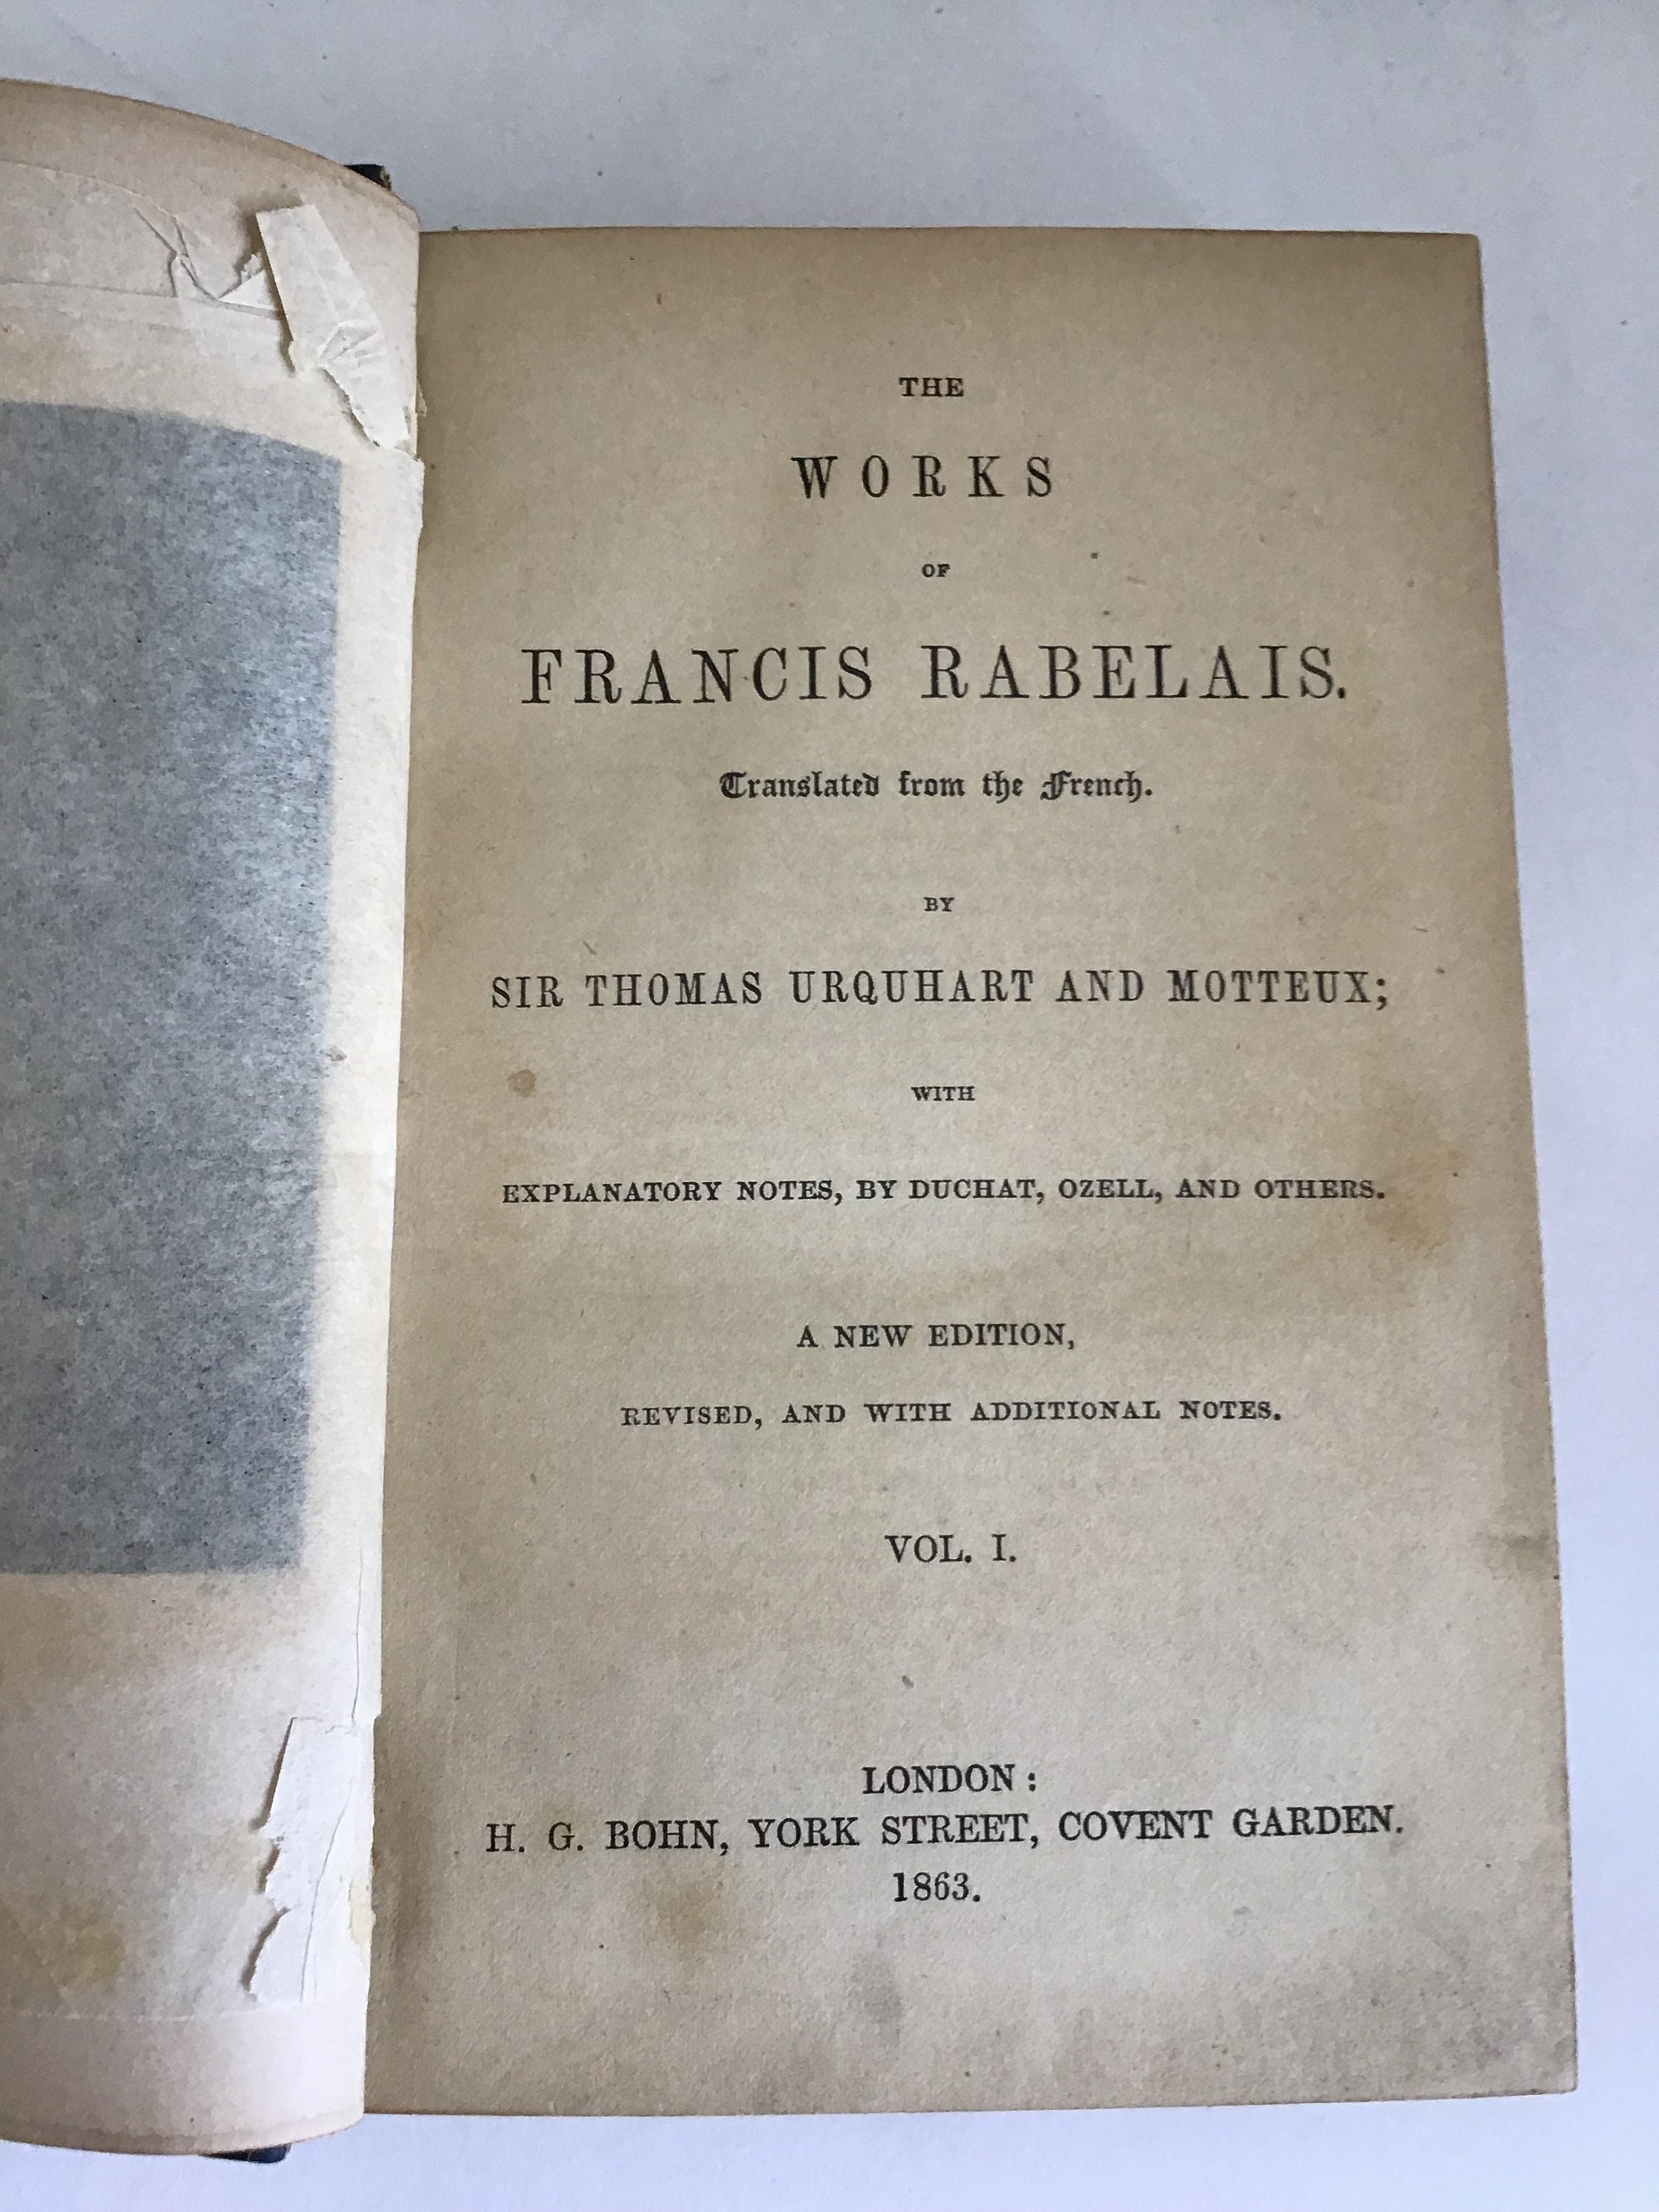 THE
WORKS
OF
FRANCIS RABELAIS.
Translated from the French.
BY
SIR THOMAS URQUHART AND MOTTEUX;
WITH
EXPLANATORY NOTES, BY DUCHAT, OZELL, AND OTHERS.
A NEW EDITION,
REVISED, AND WITH ADDITIONAL NOTES.
VOL. I.
LONDON:
H. G. BOHN, YORK STREET, COVENT GARDEN.
1863.